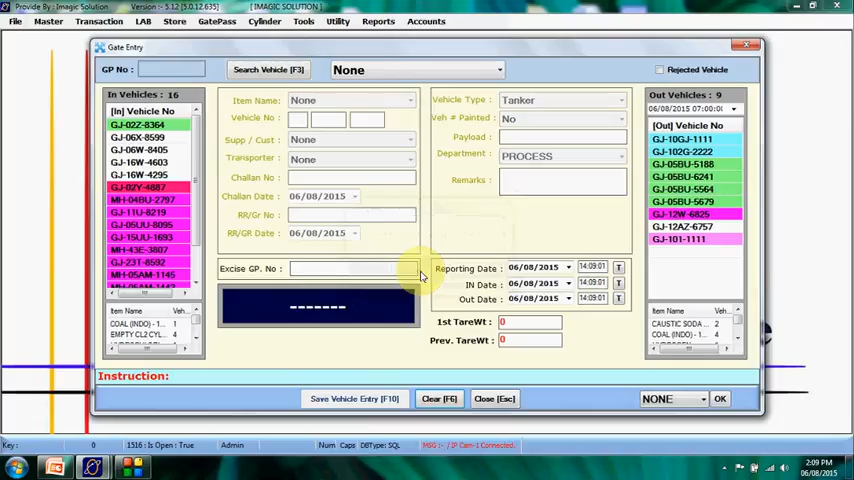 Provide By : Imagic Solution Version :- 5.12 [5.0.12.635] [ IMAGIC SOLUTION ]
File Master Transaction LAB Store GatePass Cylinder Tools Utility Reports Accounts
Gate Entry
GP No : Search Vehicle [F3] None Rejected Vehicle
In Vehicles : 16
[In] Vehicle No
GJ-02Z-8364
GJ-06X-8599
GJ-06W-8405
GJ-16W-4603
GJ-16W-4295
GJ-02Y-4887
MH-04BU-2797
GJ-11U-8219
GJ-05UU-8095
GJ-15UU-1693
MH-43E-3807
GJ-23T-8592
MH-05AM-1145
Item Name Veh...
COAL (INDO) - 1... 1
EMPTY CL2 CYL... 4
Item Name: None
Vehicle No :
Supp / Cust : None
Transporter : None
Challan No :
Challan Date : 06/08/2015
RR/Gr No :
RR/GR Date : 06/08/2015
Excise GP. No :
-------
Vehicle Type : Tanker
Veh # Painted : No
Payload :
Department : PROCESS
Remarks :
Reporting Date : 06/08/2015 14:09:01 T
IN Date : 06/08/2015 14:09:01 T
Out Date : 06/08/2015 14:09:01 T
1st TareWt : 0
Prev. TareWt : 0
Out Vehicles : 9
06/08/2015 07:00:00
[Out] Vehicle No
GJ-10GJ-1111
GJ-102G-2222
GJ-05BU-5188
GJ-05BU-6241
GJ-05BU-5564
GJ-05BU-5679
GJ-12W-6825
GJ-12AZ-6757
GJ-101-1111
Item Name Veh...
CAUSTIC SODA ... 2
Instruction:
Save Vehicle Entry [F10] Clear [F6] Close [Esc] NONE OK
Key : 0 1516 : Is Open : True Admin Num Caps DBType: SQL MSG :- / IP Cam-1 Connected.
2:09 PM
06/08/2015